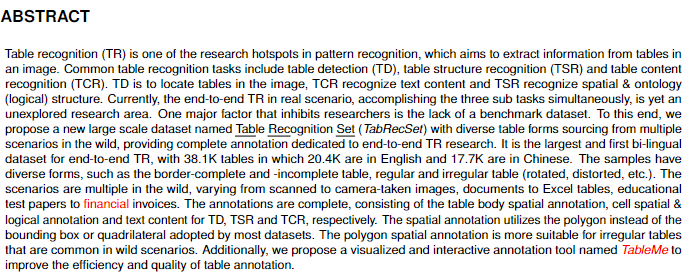 ABSTRACT
Table recognition (TR) is one of the research hotspots in pattern recognition, which aims to extract information from tables in
an image. Common table recognition tasks include table detection (TD), table structure recognition (TSR) and table content
recognition (TCR). TD is to locate tables in the image, TCR recognize text content and TSR recognize spatial & ontology
(logical) structure. Currently, the end-to-end TR in real scenario, accomplishing the three sub tasks simultaneously, is yet an
unexplored research area. One major factor that inhibits researchers is the lack of a benchmark dataset. To this end, we
propose a new large scale dataset named Table Recognition Set (TabRecSet) with diverse table forms sourcing from multiple
scenarios in the wild, providing complete annotation dedicated to end-to-end TR research. It is the largest and first bi-lingual
dataset for end-to-end TR, with 38.1K tables in which 20.4K are in English and 17.7K are in Chinese. The samples have
diverse forms, such as the border-complete and -incomplete table, regular and irregular table (rotated, distorted, etc.). The
scenarios are multiple in the wild, varying from scanned to camera-taken images, documents to Excel tables, educational
test papers to financial invoices. The annotations are complete, consisting of the table body spatial annotation, cell spatial &
logical annotation and text content for TD, TSR and TCR, respectively. The spatial annotation utilizes the polygon instead of the
bounding box or quadrilateral adopted by most datasets. The polygon spatial annotation is more suitable for irregular tables
that are common in wild scenarios. Additionally, we propose a visualized and interactive annotation tool named TableMe to
improve the efficiency and quality of table annotation.